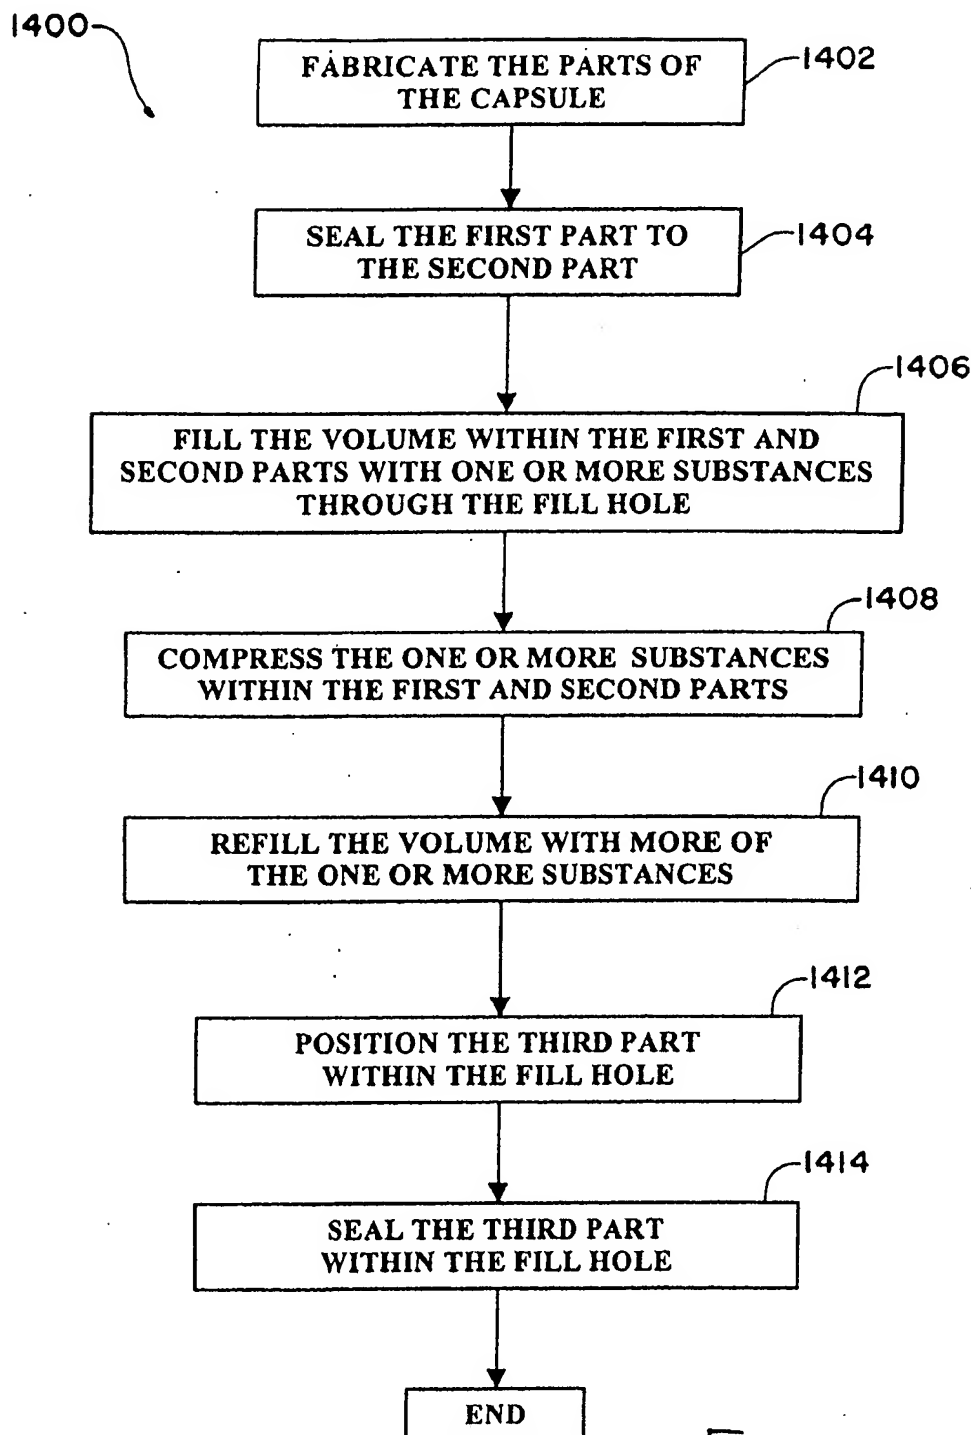 1400
FABRICATE THE PARTS OF
THE CAPSULE
1402
SEAL THE FIRST PART TO
THE SECOND PART
1404
1406
FILL THE VOLUME WITHIN THE FIRST AND
SECOND PARTS WITH ONE OR MORE SUBSTANCES
THROUGH THE FILL HOLE
1408
COMPRESS THE ONE OR MORE SUBSTANCES
WITHIN THE FIRST AND SECOND PARTS
1410
REFILL THE VOLUME WITH MORE OF
THE ONE OR MORE SUBSTANCES
1412
POSITION THE THIRD PART
WITHIN THE FILL HOLE
1414
SEAL THE THIRD PART
WITHIN THE FILL HOLE
END